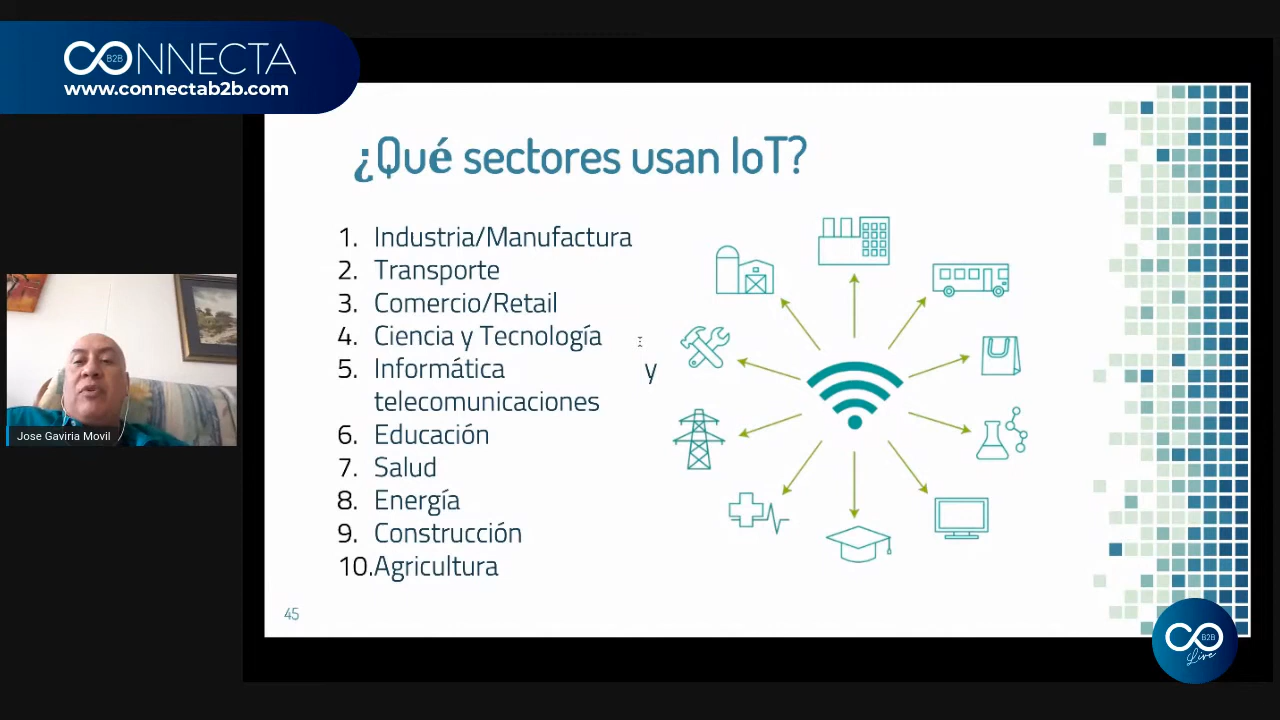 CONNECTA
B2B
www.connectab2b.com
¿Qué sectores usan IoT?
1. Industria/Manufactura
2. Transporte
3. Comercio/Retail
4. Ciencia y Tecnología
5. Informática y
telecomunicaciones
6. Educación
7. Salud
8. Energía
9. Construcción
10.Agricultura
45
Jose Gaviria Movil
CO
B2B
Live